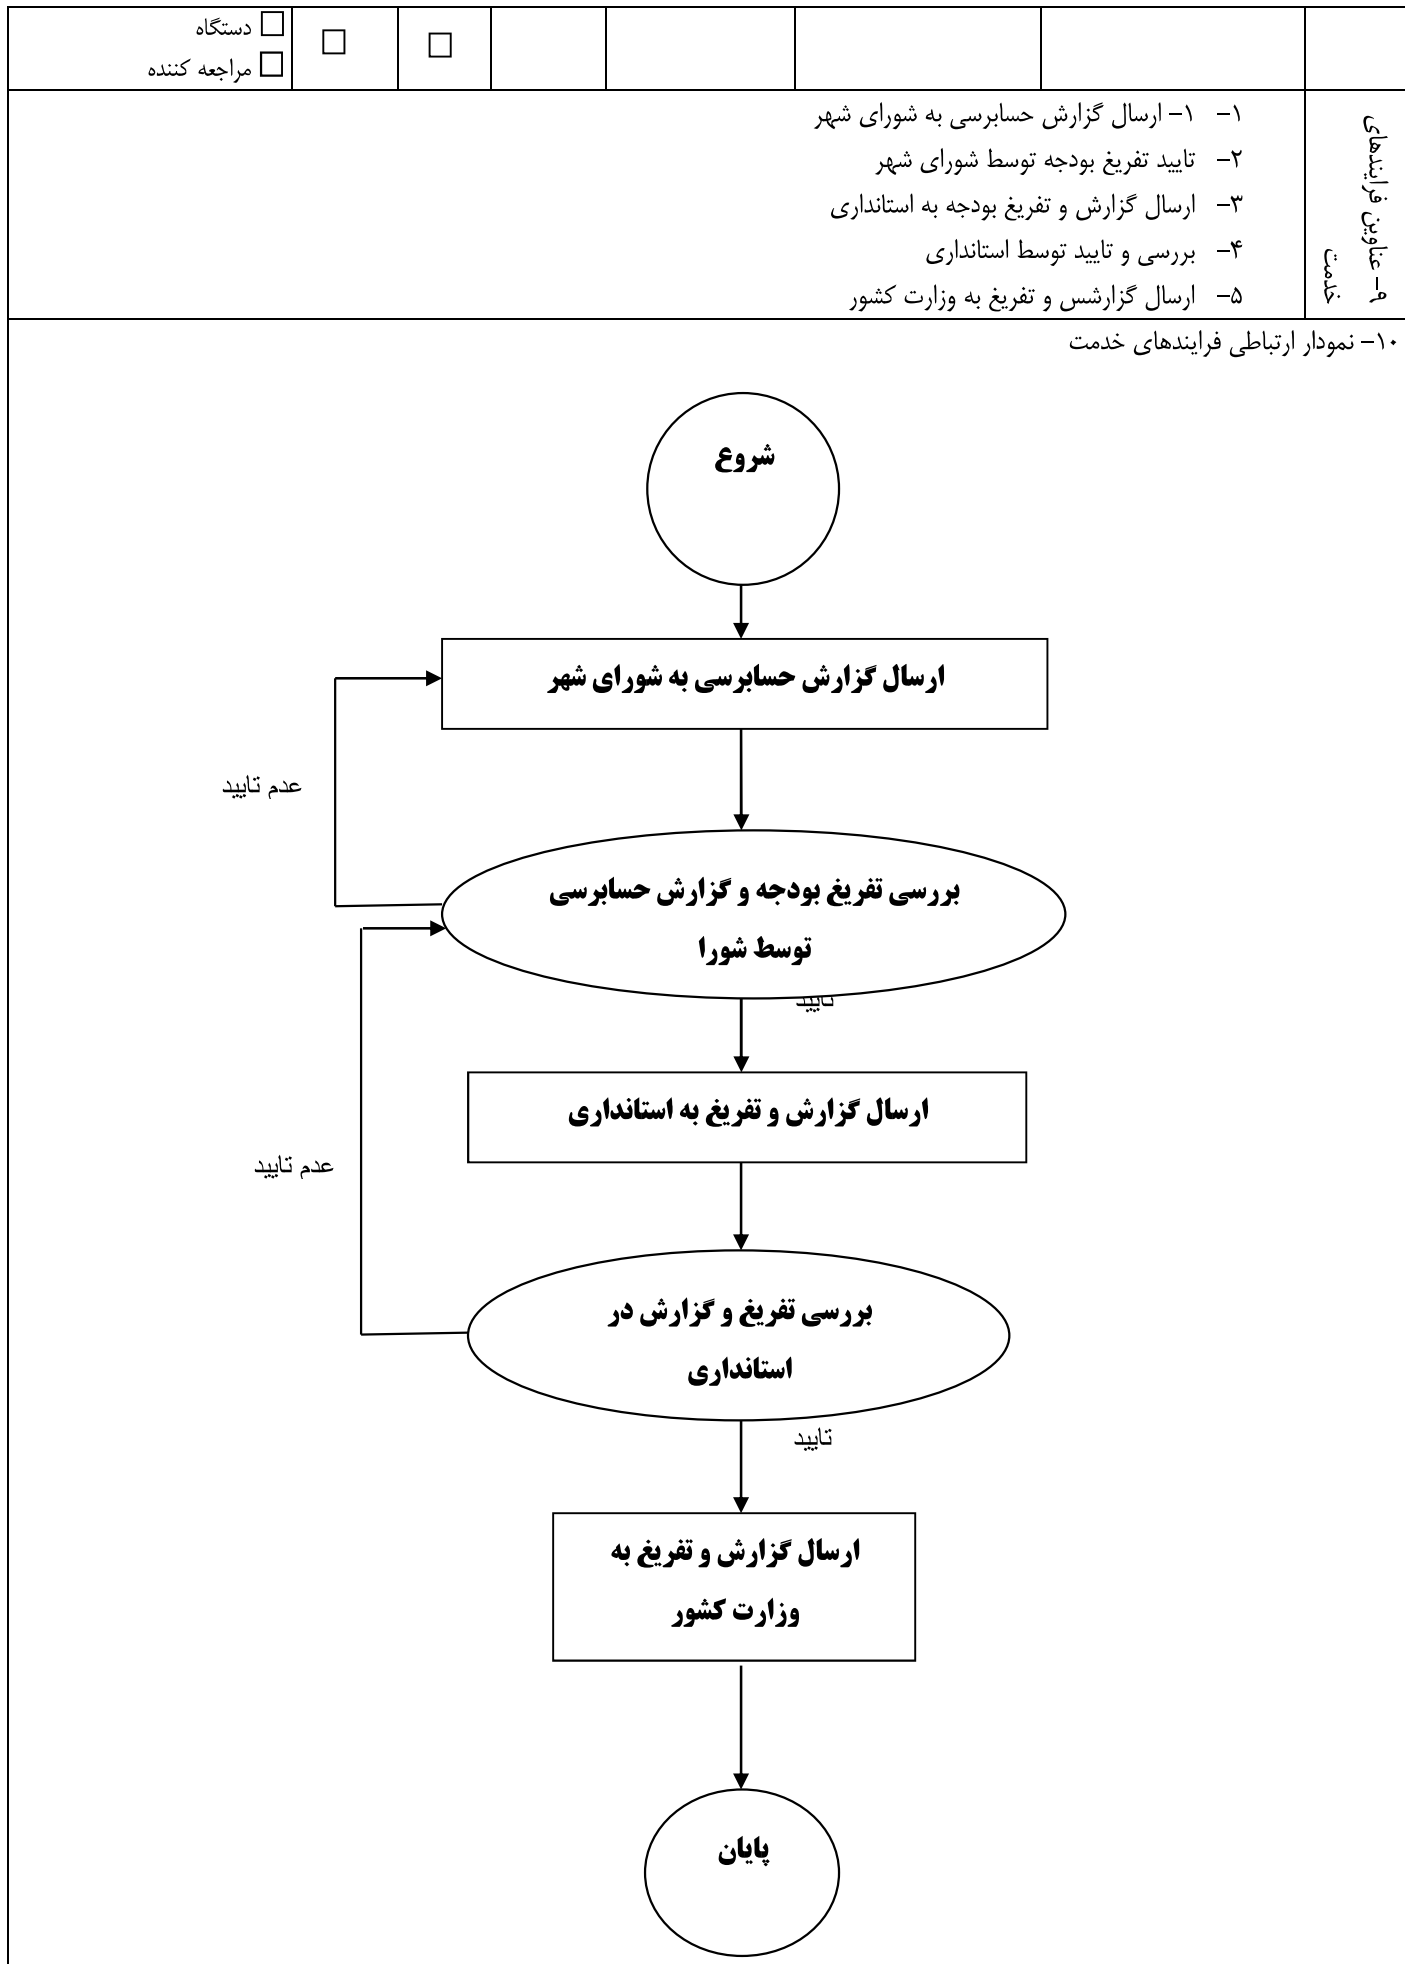 □ دستگاه
□ مراجعه کننده
□
□
۹- عناوین فرایندهای
خدمت
۱- ۱- ارسال گزارش حسابرسی به شورای شهر
۲- تایید تفریغ بودجه توسط شورای شهر
۳- ارسال گزارش و تفریغ بودجه به استانداری
۴- بررسی و تایید توسط استانداری
۵- ارسال گزارشس و تفریغ به وزارت کشور
۱۰- نمودار ارتباطی فرایندهای خدمت
شروع
ارسال گزارش حسابرسی به شورای شهر
عدم تایید
بررسی تفریغ بودجه و گزارش حسابرسی
توسط شورا
تایید
ارسال گزارش و تفریغ به استانداری
عدم تایید
بررسی تفریغ و گزارش در
استانداری
تایید
ارسال گزارش و تفریغ به
وزارت کشور
پایان